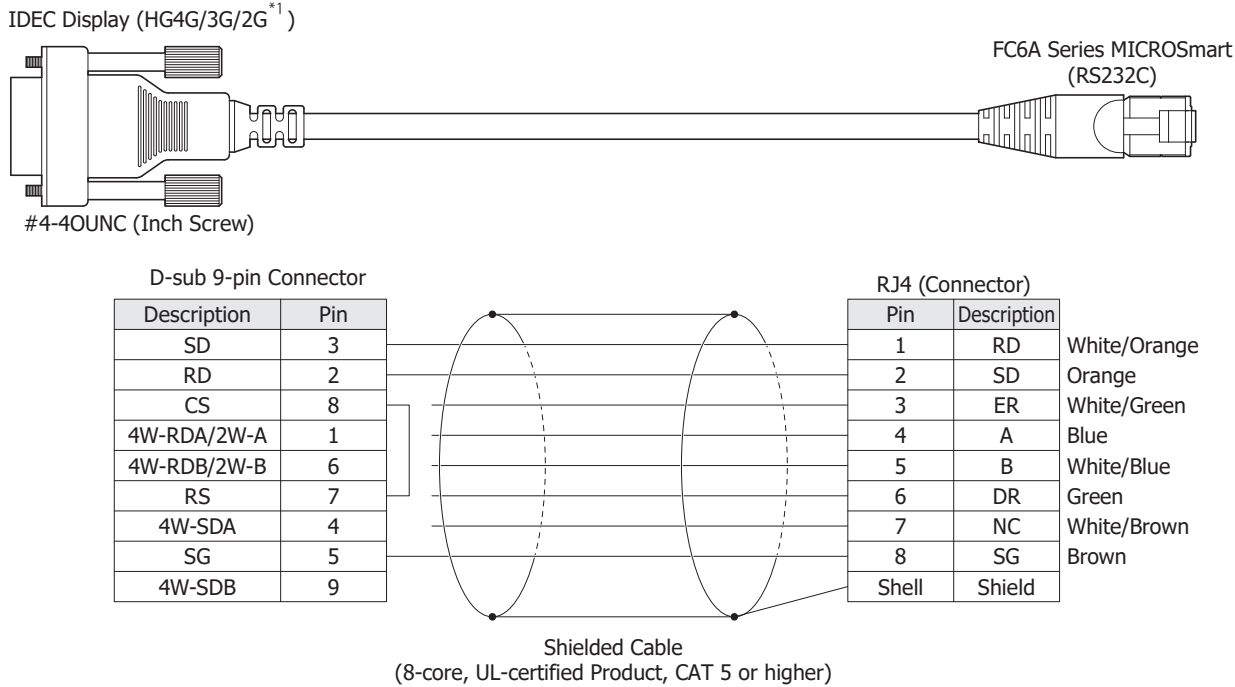 IDEC Display (HG4G/3G/2G*1)
FC6A Series MICROSmart
(RS232C)
#4-4OUNC (Inch Screw)
D-sub 9-pin Connector
RJ4 (Connector)
Description Pin Pin Description
SD 3 1 RD White/Orange
RD 2 2 SD Orange
CS 8 3 ER White/Green
4W-RDA/2W-A 1 4 A Blue
4W-RDB/2W-B 6 5 B White/Blue
RS 7 6 DR Green
4W-SDA 4 7 NC White/Brown
SG 5 8 SG Brown
4W-SDB 9 Shell Shield
Shielded Cable
(8-core, UL-certified Product, CAT 5 or higher)